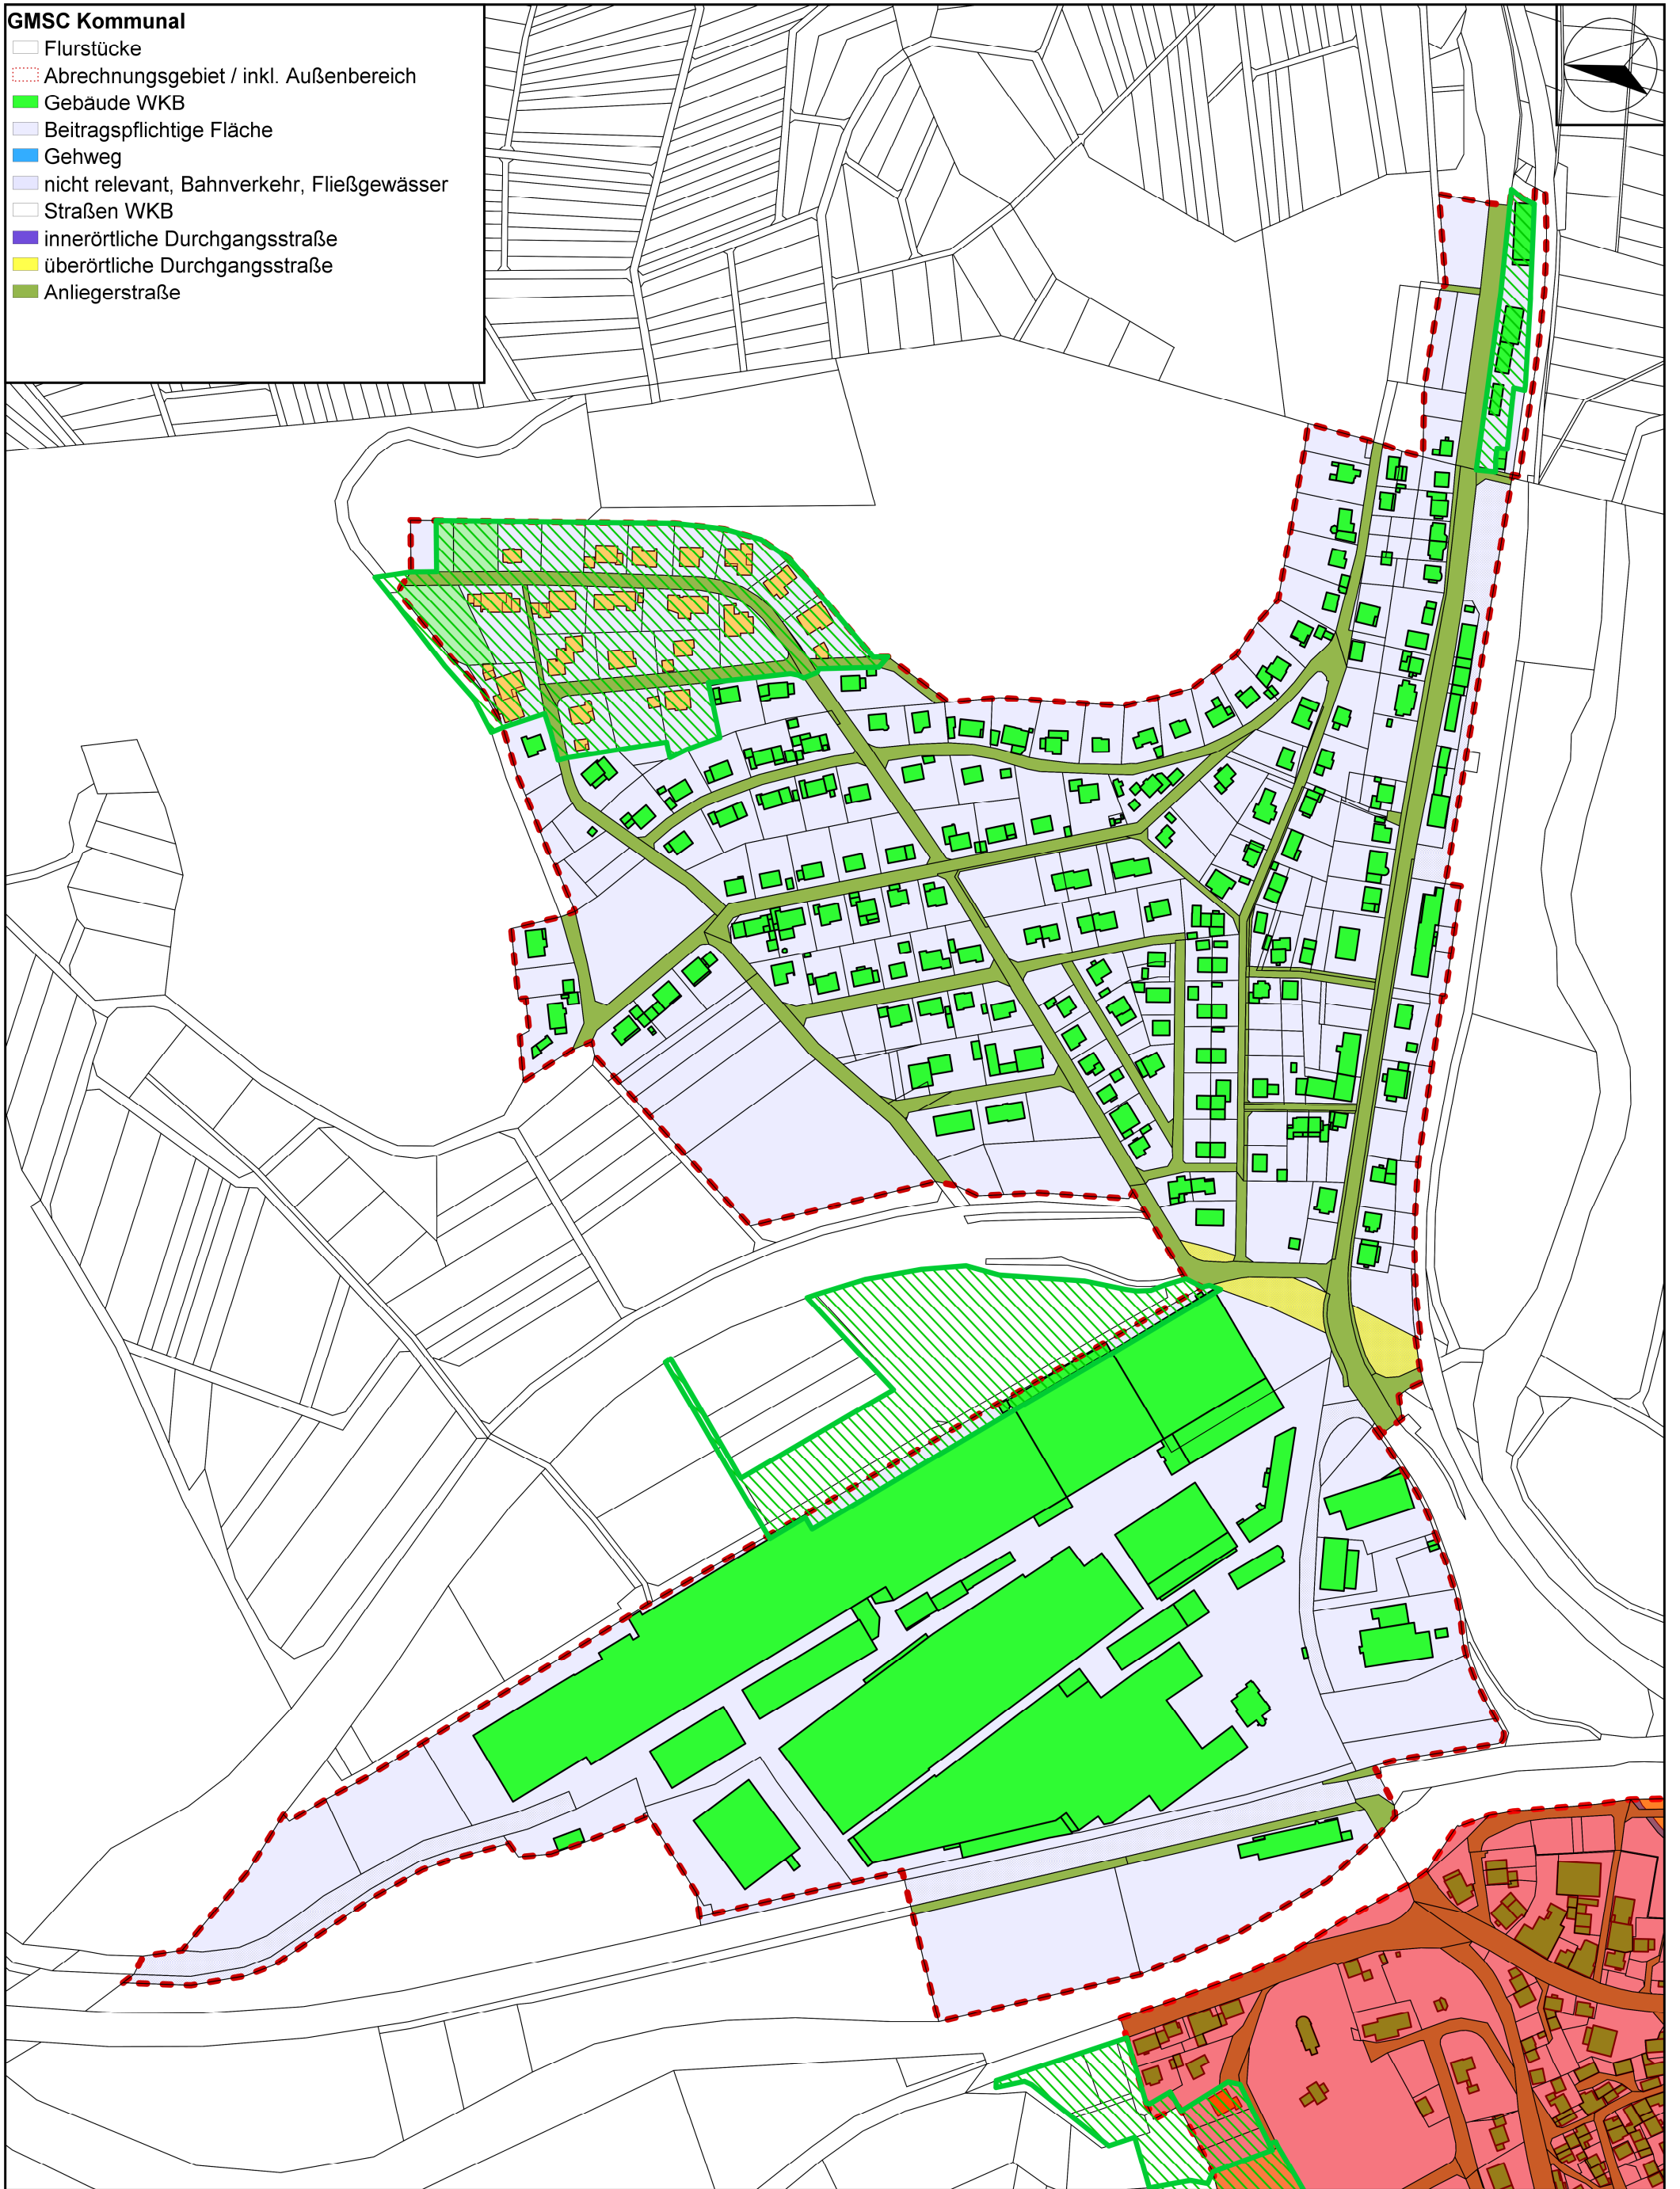 GMSC Kommunal
Flurstücke
Abrechnungsgebiet / inkl. Außenbereich
Gebäude WKB
Beitragspflichtige Fläche
Gehweg
nicht relevant, Bahnverkehr, Fließgewässer
Straßen WKB
innerörtliche Durchgangsstraße
überörtliche Durchgangsstraße
Anliegerstraße